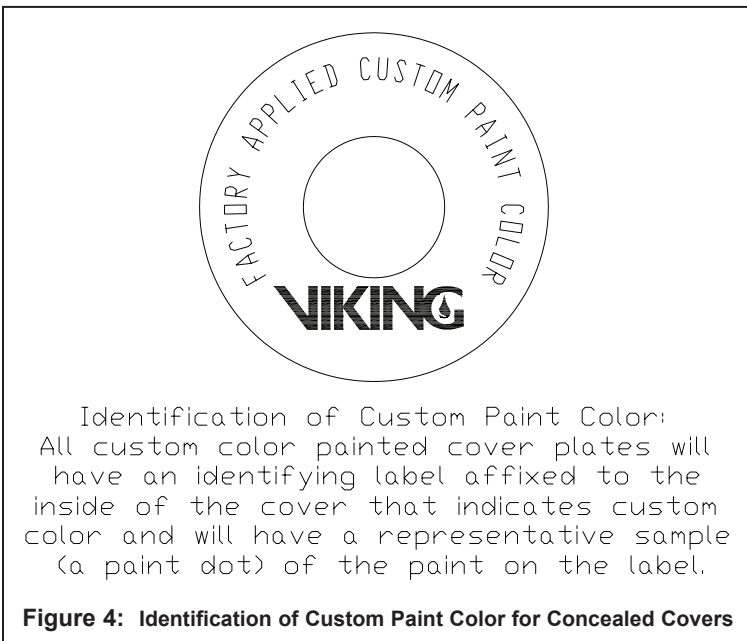 FACTORY APPLIED CUSTOM PAINT COLOR
VIKING
Identification of Custom Paint Color:
All custom color painted cover plates will
have an identifying label affixed to the
inside of the cover that indicates custom
color and will have a representative sample
(a paint dot) of the paint on the label.
Figure 4: Identification of Custom Paint Color for Concealed Covers